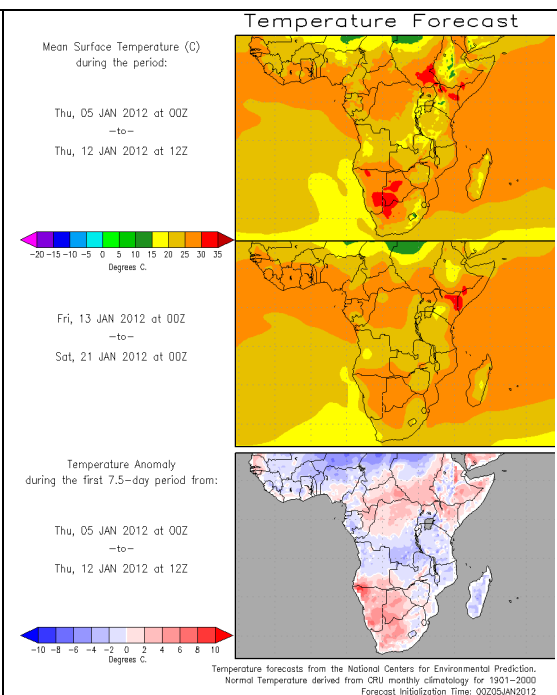 Temperature Forecast
Mean Surface Temperature (C)
during the period:
Thu, 05 JAN 2012 at 00Z
-to-
Thu, 12 JAN 2012 at 12Z
-20 -15 -10 -5 0 5 10 15 20 25 30 35
Degrees C.
Fri, 13 JAN 2012 at 00Z
-to-
Sat, 21 JAN 2012 at 00Z
Temperature Anomaly
during the first 7.5-day period from:
Thu, 05 JAN 2012 at 00Z
-to-
Thu, 12 JAN 2012 at 12Z
-10 -8 -6 -4 -2 0 2 4 6 8 10
Degrees C.
Temperature forecasts from the National Centers for Environmental Prediction.
Normal Temperature derived from CRU monthly climatology for 1901-2000
Forecast Initialization Time: 00Z05JAN2012